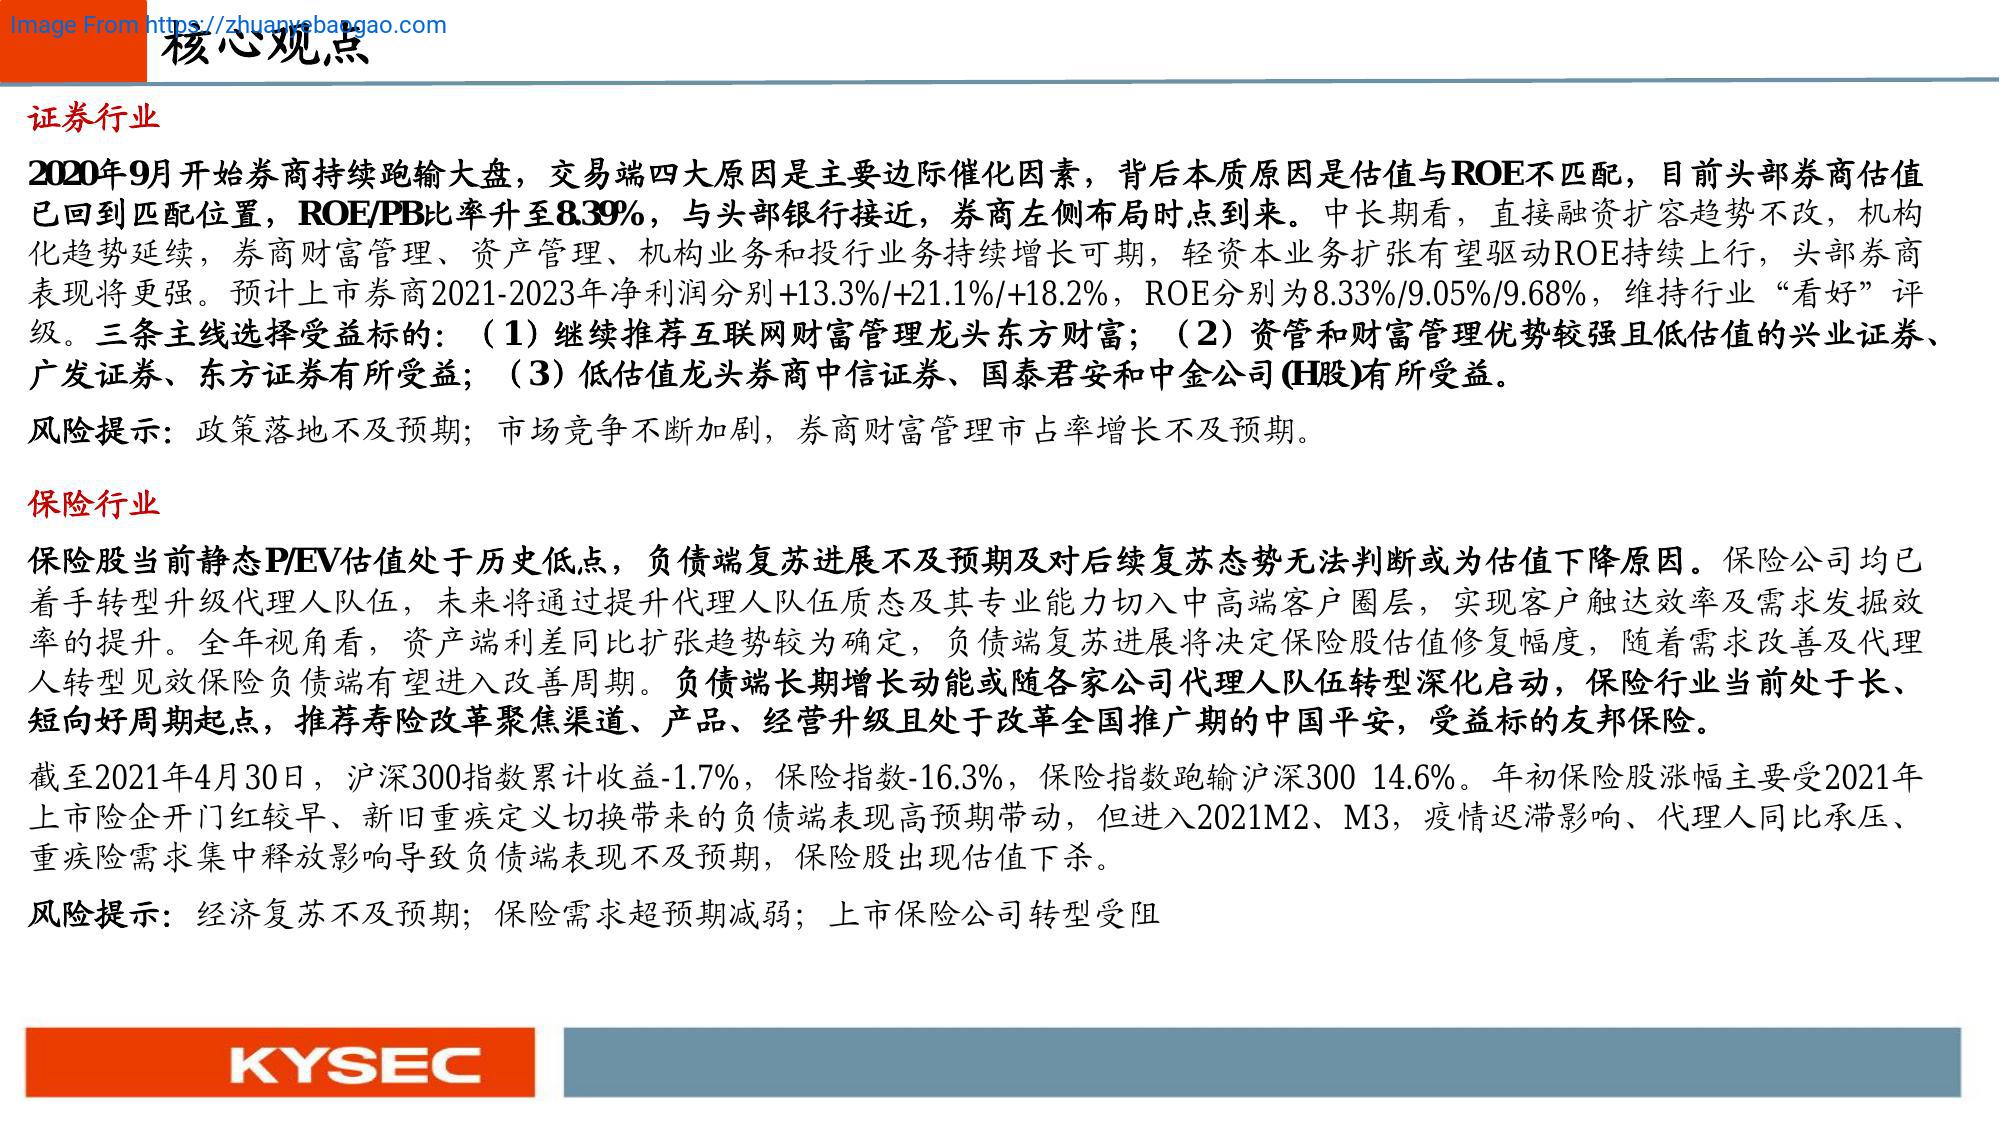 Image From https://zhuanyebaogao.com
核心观点
证券行业
2020年9月开始券商持续跑输大盘，交易端四大原因是主要边际催化因素，背后本质原因是估值与ROE不匹配，目前头部券商估值
已回到匹配位置，ROE/PB比率升至8.39%，与头部银行接近，券商左侧布局时点到来。中长期看，直接融资扩容趋势不改，机构
化趋势延续，券商财富管理、资产管理、机构业务和投行业务持续增长可期，轻资本业务扩张有望驱动ROE持续上行，头部券商
表现将更强。预计上市券商2021-2023年净利润分别+13.3%/+21.1%/+18.2%，ROE分别为8.33%/9.05%/9.68%，维持行业“看好”评
级。三条主线选择受益标的：（1）继续推荐互联网财富管理龙头东方财富；（2）资管和财富管理优势较强且低估值的兴业证券、
广发证券、东方证券有所受益；（3）低估值龙头券商中信证券、国泰君安和中金公司(H股)有所受益。
风险提示：政策落地不及预期；市场竞争不断加剧，券商财富管理市占率增长不及预期。
保险行业
保险股当前静态P/EV估值处于历史低点，负债端复苏进展不及预期及对后续复苏态势无法判断或为估值下降原因。保险公司均已
着手转型升级代理人队伍，未来将通过提升代理人队伍质态及其专业能力切入中高端客户圈层，实现客户触达效率及需求发掘效
率的提升。全年视角看，资产端利差同比扩张趋势较为确定，负债端复苏进展将决定保险股估值修复幅度，随着需求改善及代理
人转型见效保险负债端有望进入改善周期。负债端长期增长动能或随各家公司代理人队伍转型深化启动，保险行业当前处于长、
短向好周期起点，推荐寿险改革聚焦渠道、产品、经营升级且处于改革全国推广期的中国平安，受益标的友邦保险。
截至2021年4月30日，沪深300指数累计收益-1.7%，保险指数-16.3%，保险指数跑输沪深300 14.6%。年初保险股涨幅主要受2021年
上市险企开门红较早、新旧重疾定义切换带来的负债端表现高预期带动，但进入2021M2、M3，疫情迟滞影响、代理人同比承压、
重疾险需求集中释放影响导致负债端表现不及预期，保险股出现估值下杀。
风险提示：经济复苏不及预期；保险需求超预期减弱；上市保险公司转型受阻
KYSEC